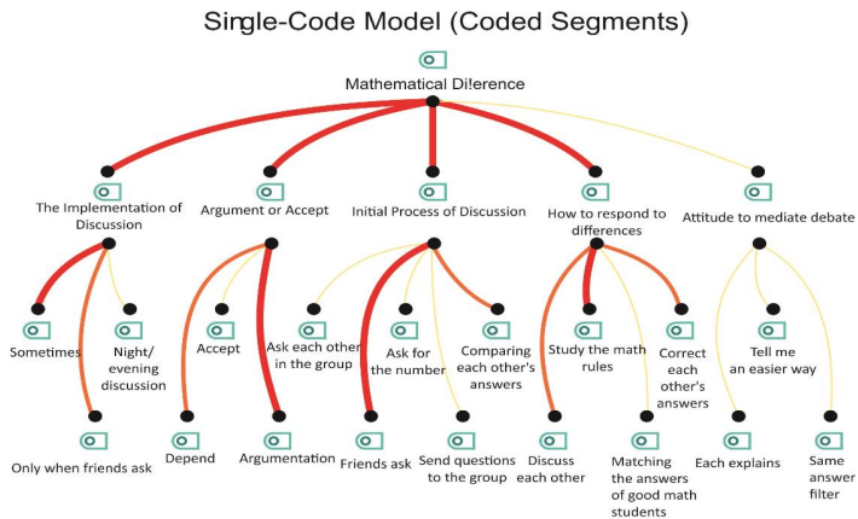 Single-Code Model (Coded Segments)
Mathematical Di!erence
The Implementation of
Discussion
Argument or Accept
Initial Process of Discussion
How to respond to
differences
Attitude to mediate debate
Sometimes
Night/
evening
discussion
Accept
Ask each other
in the group
Ask for
the number
Comparing
each other's
answers
Study the math
rules
Correct
each
other's
answers
Tell me
an easier way
Only when friends ask
Depend
Argumentation
Friends ask
Send questions
to the group
Discuss
each other
Matching
the answers
of good math
students
Each explains
Same
answer
filter